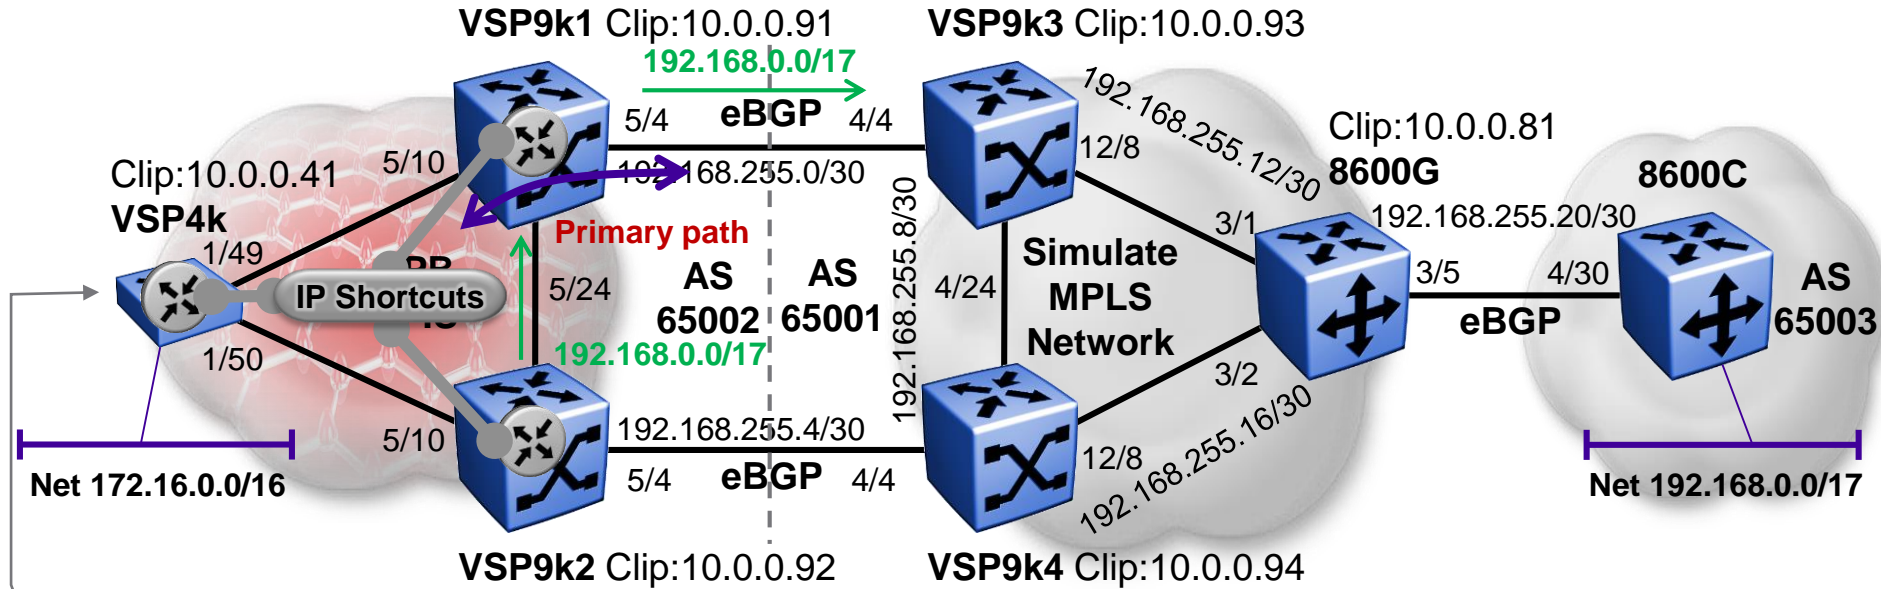 VSP9k1 Clip:10.0.0.91
VSP9k3 Clip:10.0.0.93
192.168.0.0/17
5/4 eBGP 4/4
192.168.255.0/30
192.168.255.12/30
Clip:10.0.0.81
8600G
8600C
Clip:10.0.0.41
VSP4k
5/10
12/8
192.168.255.8/30
192.168.255.20/30
Primary path
1/49
3/1
IP Shortcuts
5/24
AS
65002
AS
65001
4/24
Simulate
MPLS
Network
3/5
4/30
eBGP
AS
65003
1/50
192.168.0.0/17
3/2
5/10
192.168.255.4/30
5/4 eBGP 4/4
12/8
192.168.255.16/30
Net 172.16.0.0/16
Net 192.168.0.0/17
VSP9k2 Clip:10.0.0.92
VSP9k4 Clip:10.0.0.94